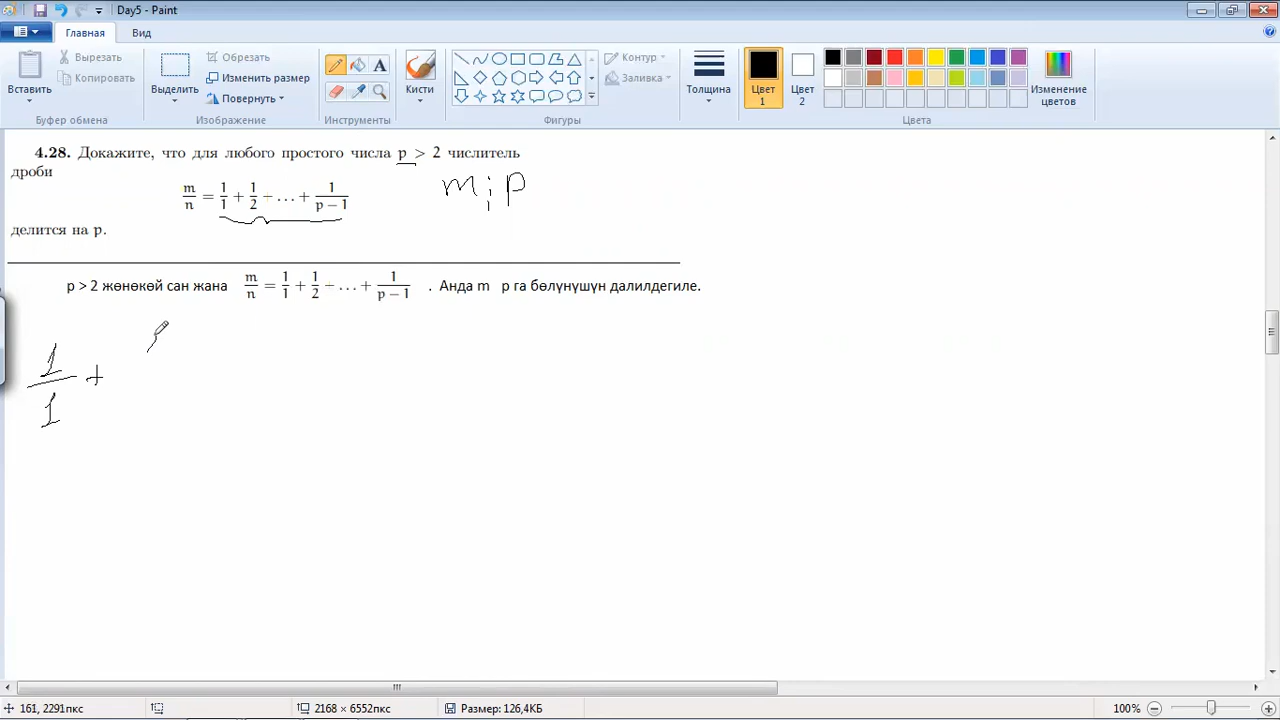 Day5 - Paint
Главная Вид
Вставить
Вырезать
Копировать
Буфер обмена
Выделить
Обрезать
Изменить размер
Повернуть
Изображение
Инструменты
Кисти
Контур
Заливка
Фигуры
Толщина
Цвет 1
Цвет 2
Изменение цветов
Цвета
4.28. Докажите, что для любого простого числа p > 2 числитель
дроби
m/n = 1/1 + 1/2 + ... + 1/(p − 1)
m ⋮ p
делится на p.
p > 2 жөнөкөй сан жана m/n = 1/1 + 1/2 + ... + 1/(p − 1) . Анда m p га бөлүнүшүн далилдегиле.
1/1 +
161, 2291пкс
2168 × 6552пкс
Размер: 126,4КБ
100%